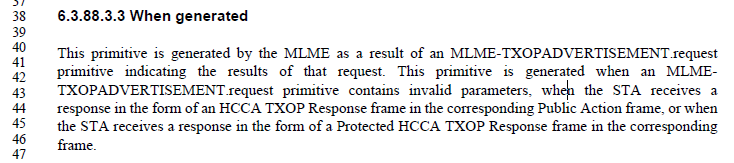 37
38 6.3.88.3.3 When generated
39
40 This primitive is generated by the MLME as a result of an MLME-TXOPADVERTISEMENT.request
41
42 primitive indicating the results of that request. This primitive is generated when an MLME-
43 TXOPADVERTISEMENT.request primitive contains invalid parameters, when the STA receives a
44 response in the form of an HCCA TXOP Response frame in the corresponding Public Action frame, or when
45 the STA receives a response in the form of a Protected HCCA TXOP Response frame in the corresponding
46 frame.
47